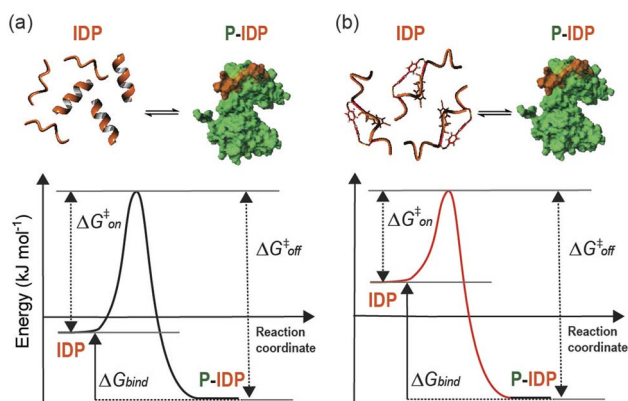 (a)
IDP
P-IDP
ΔG‡on
ΔG‡off
Energy (kJ mol-1)
IDP
Reaction
coordinate
ΔGbind
P-IDP
(b)
IDP
P-IDP
ΔG‡on
ΔG‡off
IDP
Reaction
coordinate
ΔGbind
P-IDP